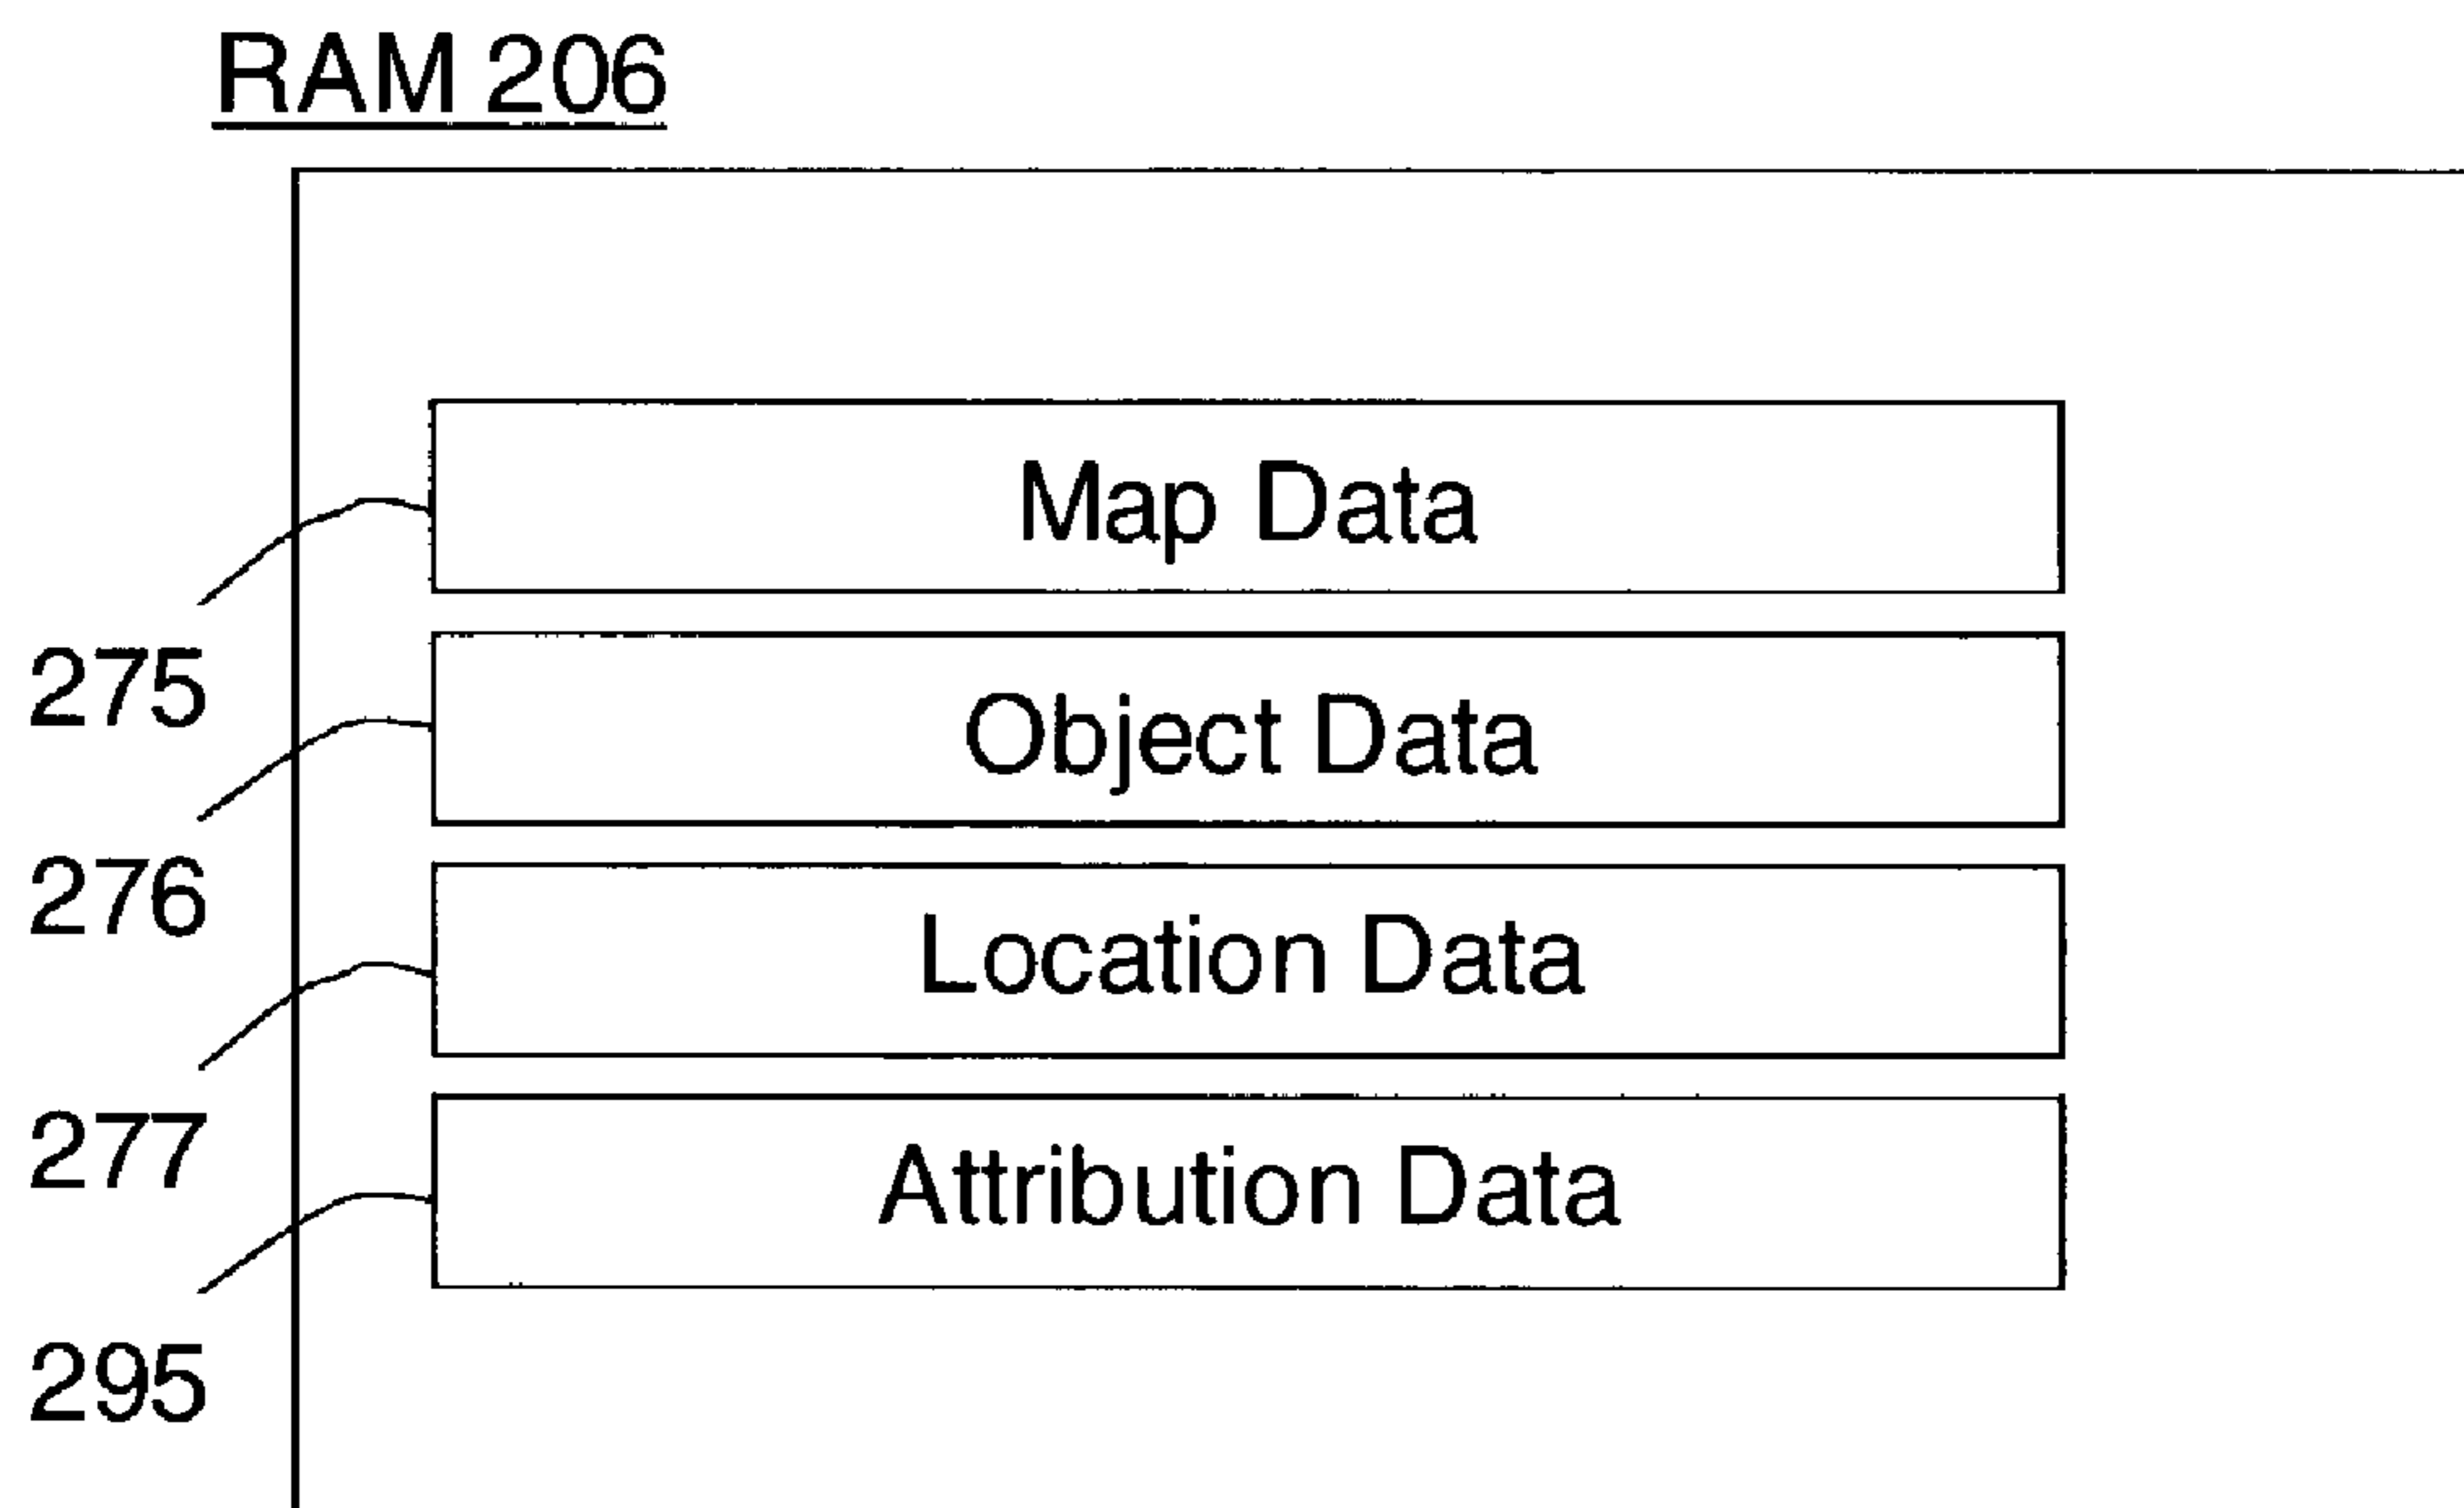 RAM 206
Map Data
275
Object Data
276
Location Data
277
Attribution Data
295